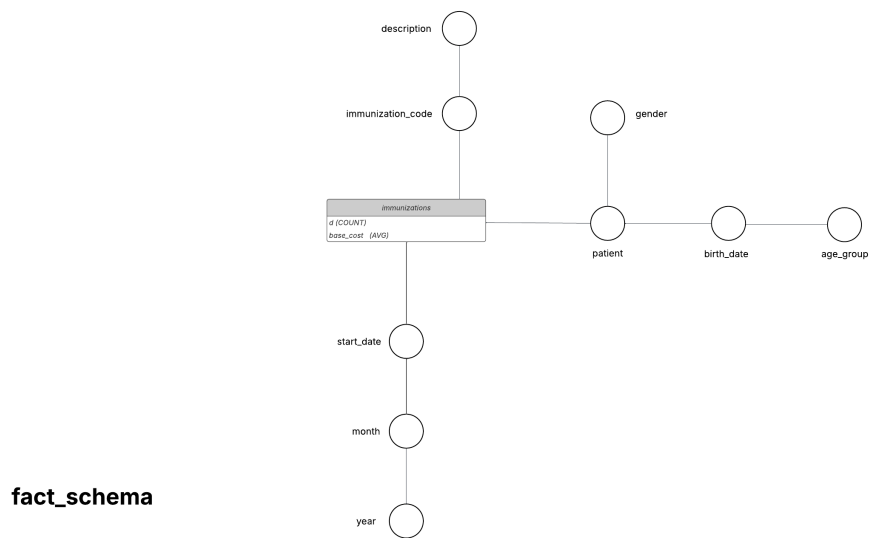 description
immunization_code
gender
immunizations
d (COUNT)
base_cost (AVG)
patient
birth_date
age_group
start_date
month
fact_schema
year